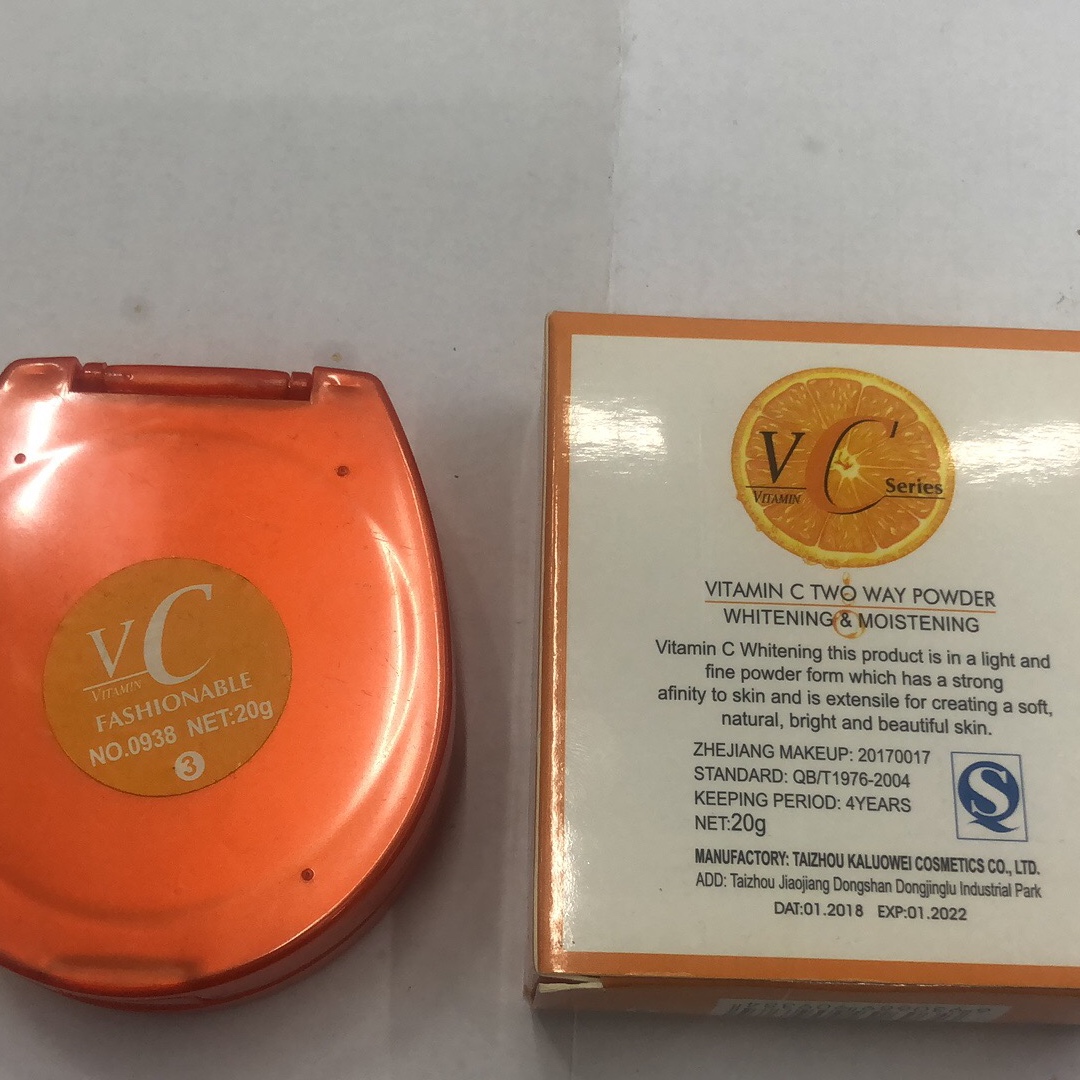 VC
VITAMIN
FASHIONABLE
NO.0938 NET:20g
3
V C
VITAMIN
Series
VITAMIN C TWO WAY POWDER
WHITENING & MOISTENING
Vitamin C Whitening this product is in a light and
fine powder form which has a strong
afinity to skin and is extensile for creating a soft,
natural, bright and beautiful skin.
ZHEJIANG MAKEUP: 20170017
STANDARD: QB/T1976-2004
KEEPING PERIOD: 4YEARS
NET:20g
MANUFACTORY: TAIZHOU KALUOWEI COSMETICS CO., LTD.
ADD: Taizhou Jiaojiang Dongshan Dongjinglu Industrial Park
DAT:01.2018 EXP:01.2022